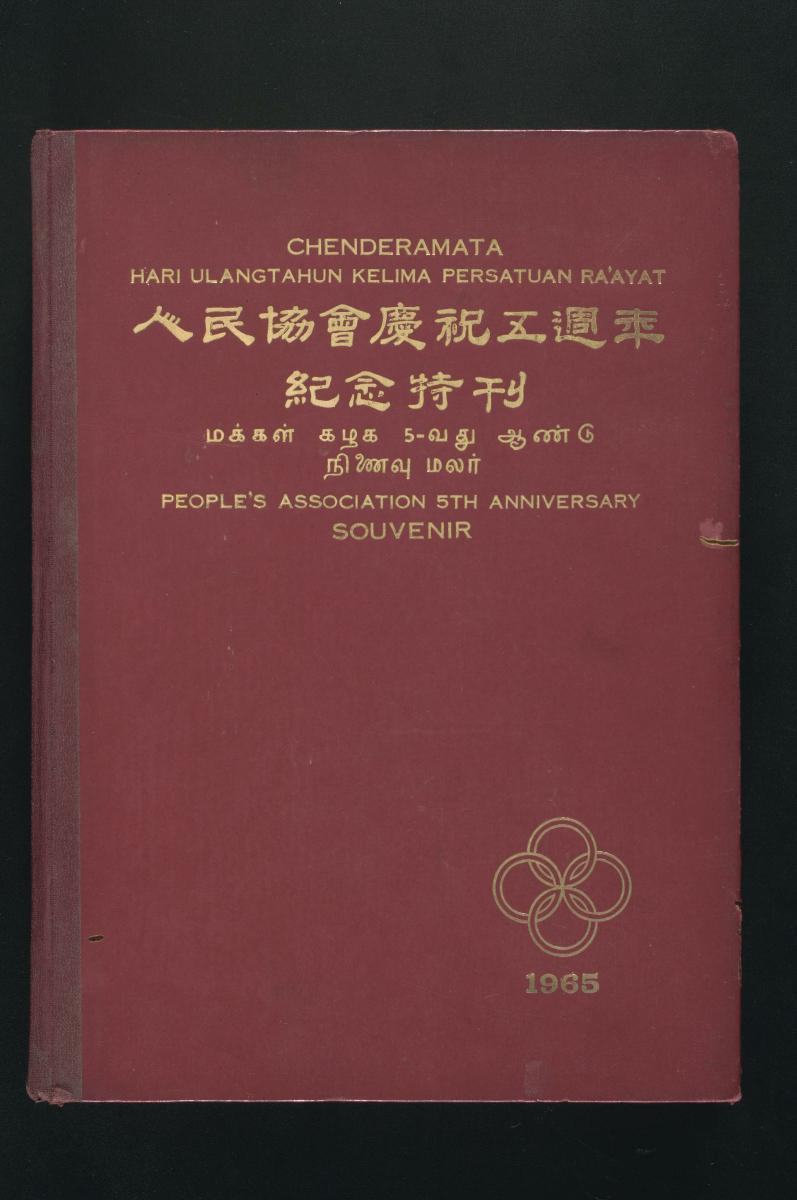 CHENDERAMATA
HARI ULANGTAHUN KELIMA PERSATUAN RA'AYAT
人民協會慶祝五週年
紀念特刊
மக்கள் கழக 5-வது ஆண்டு
நினைவு மலர்
PEOPLE'S ASSOCIATION 5TH ANNIVERSARY
SOUVENIR
1965